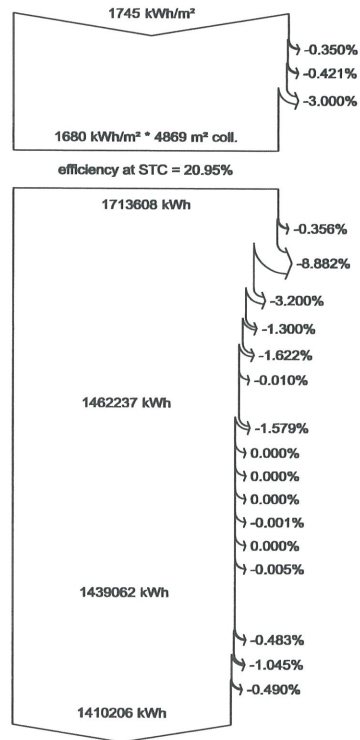 1745 kWh/m²
-0.350%
-0.421%
-3.000%
1680 kWh/m² * 4869 m² coll.
efficiency at STC = 20.95%
1713608 kWh
-0.356%
-8.882%
-3.200%
-1.300%
-1.622%
-0.010%
1462237 kWh
-1.579%
0.000%
0.000%
0.000%
-0.001%
0.000%
-0.005%
1439062 kWh
-0.483%
-1.045%
-0.490%
1410206 kWh